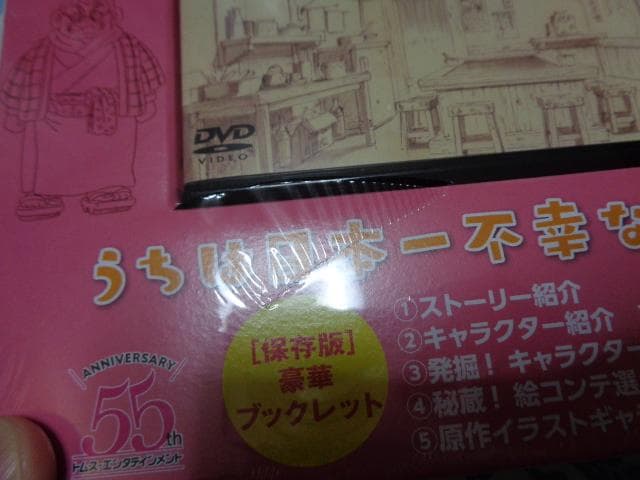 DVD
VIDEO
うちは日本一不幸な
①ストーリー紹介
②キャラクター紹介
③発掘！キャラクター
④秘蔵！絵コンテ選
⑤原作イラストギャ
[保存版]
豪華
ブックレット
ANNIVERSARY
55th
トムス・エンタテインメント